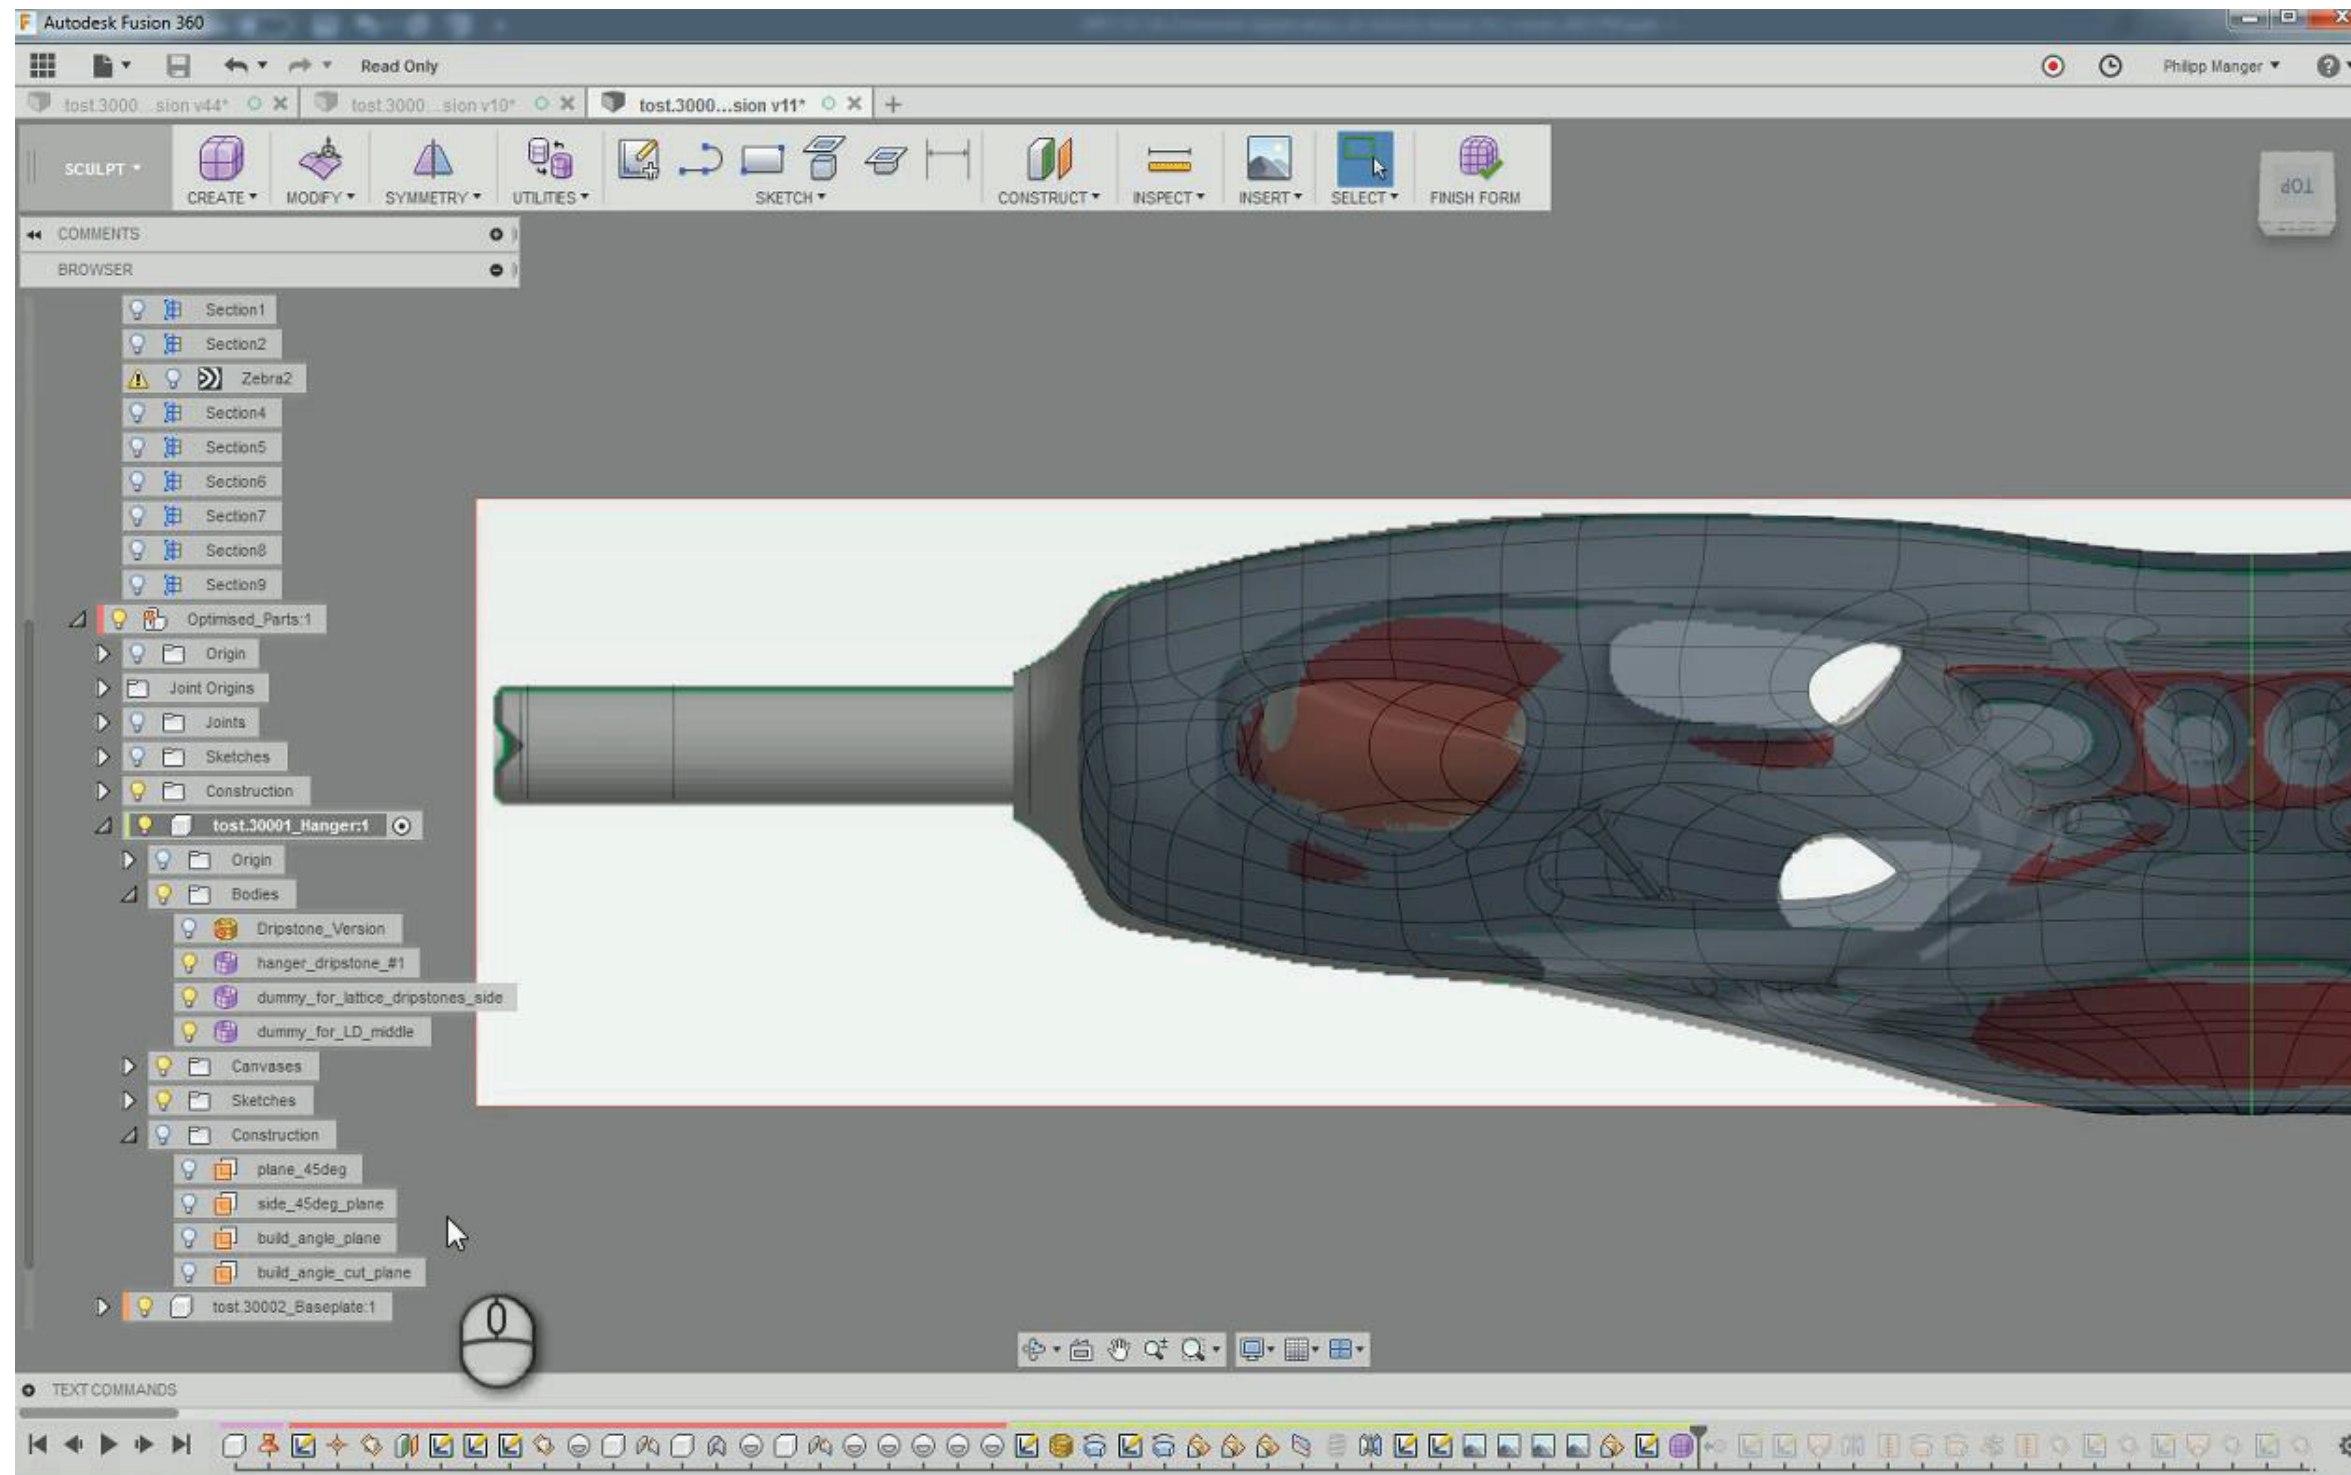 Autodesk Fusion 360
Read Only
Philipp Manger
tost.3000...sion v44*
tost.3000...sion v10*
tost.3000...sion v11*
SCULPT
CREATE
MODIFY
SYMMETRY
UTILITIES
SKETCH
CONSTRUCT
INSPECT
INSERT
SELECT
FINISH FORM
TOP
COMMENTS
BROWSER
Section1
Section2
Zebra2
Section4
Section5
Section6
Section7
Section8
Section9
Optimised_Parts:1
Origin
Joint Origins
Joints
Sketches
Construction
tost.30001_Hanger:1
Origin
Bodies
Dripstone_Version
hanger_dripstone_#1
dummy_for_lattice_dripstones_side
dummy_for_LD_middle
Canvases
Sketches
Construction
plane_45deg
side_45deg_plane
build_angle_plane
build_angle_cut_plane
tost.30002_Baseplate:1
TEXT COMMANDS